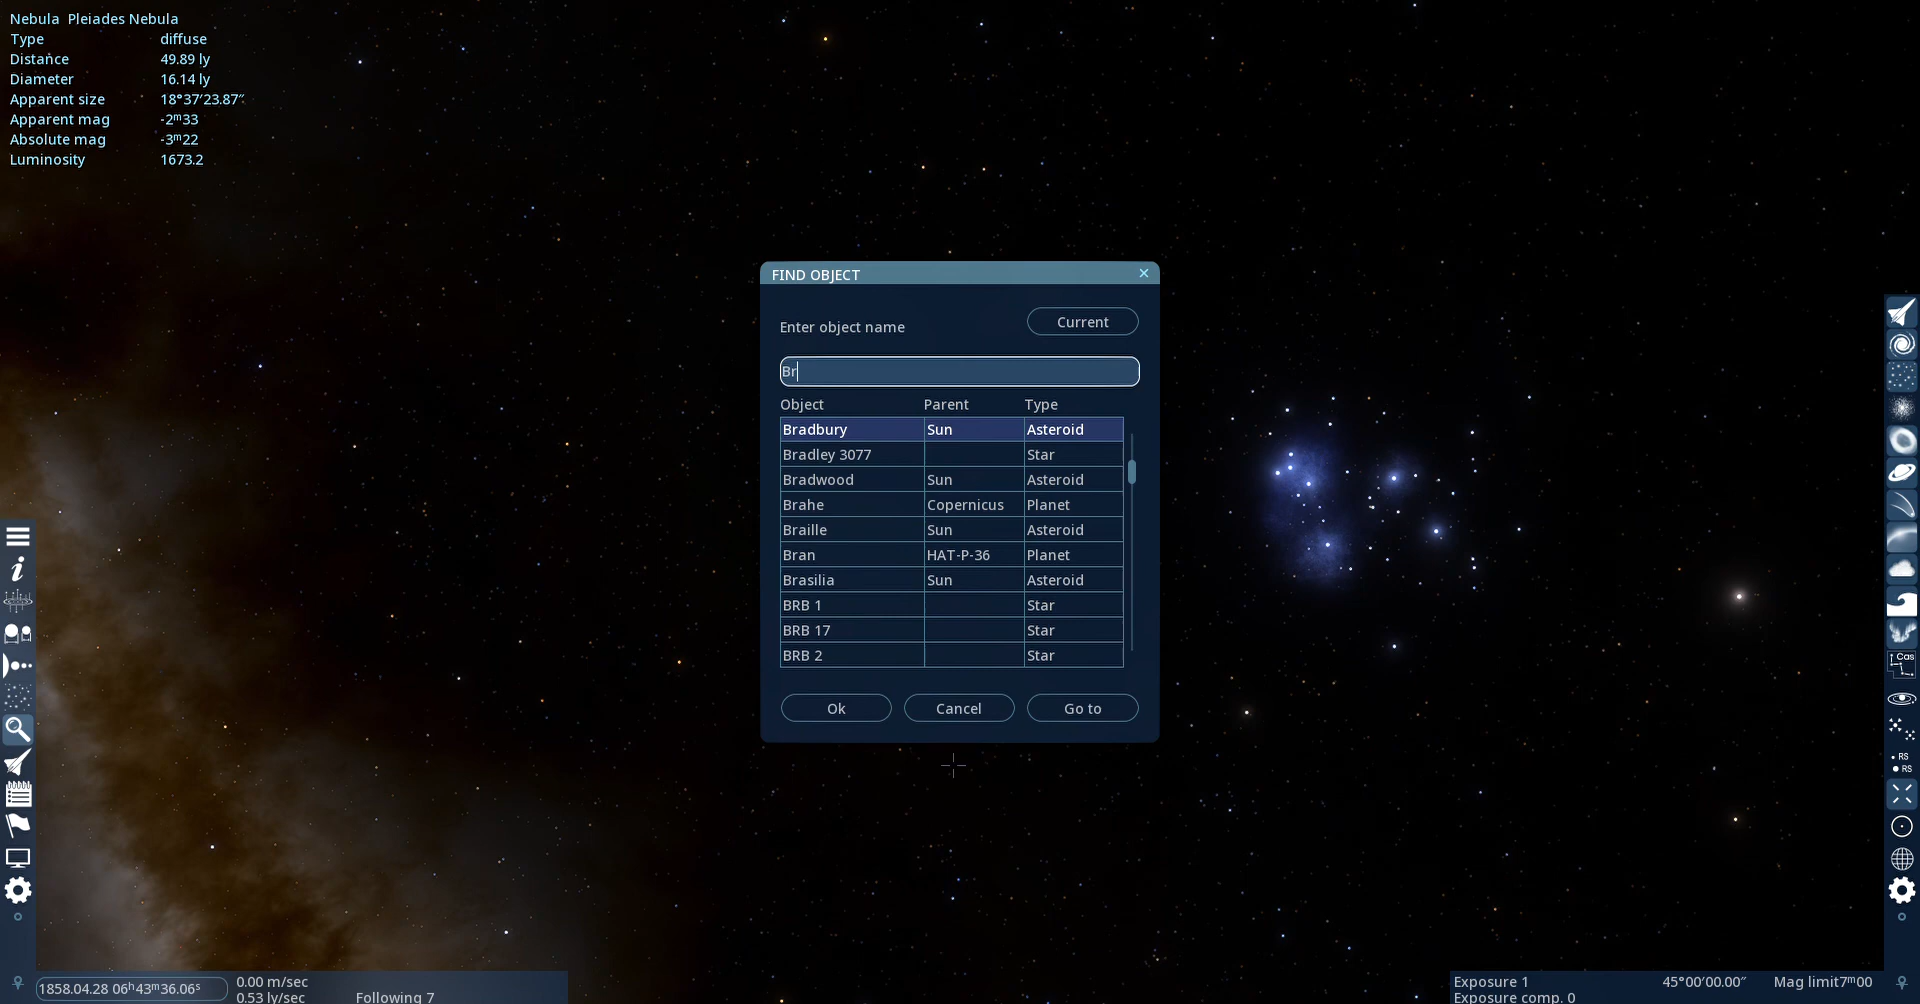 Nebula Pleiades Nebula
Type diffuse
Distance 49.89 ly
Diameter 16.14 ly
Apparent size 18°37′23.87″
Apparent mag -2ᵐ33
Absolute mag -3ᵐ22
Luminosity 1673.2
FIND OBJECT
Enter object name Current
Br
Object Parent Type
Bradbury Sun Asteroid
Bradley 3077 Star
Bradwood Sun Asteroid
Brahe Copernicus Planet
Braille Sun Asteroid
Bran HAT-P-36 Planet
Brasilia Sun Asteroid
BRB 1 Star
BRB 17 Star
BRB 2 Star
Ok Cancel Go to
Cas
RS
RS
1858.04.28 06ʰ43ᵐ36.06ˢ
0.00 m/sec
0.53 ly/sec Following 7
Exposure 1 45°00′00.00″ Mag limit7ᵐ00
Exposure comp. 0